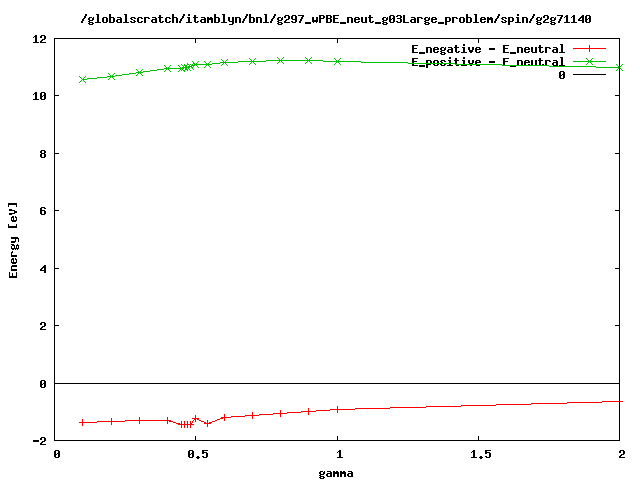 /globalscratch/itamblyn/bnl/g297_wPBE_neut_g03Large_problem/spin/g2g71140
E_negative - E_neutral
E_positive - E_neutral
0
12
10
8
6
4
2
0
-2
Energy [eV]
0
0.5
1
1.5
2
gamma